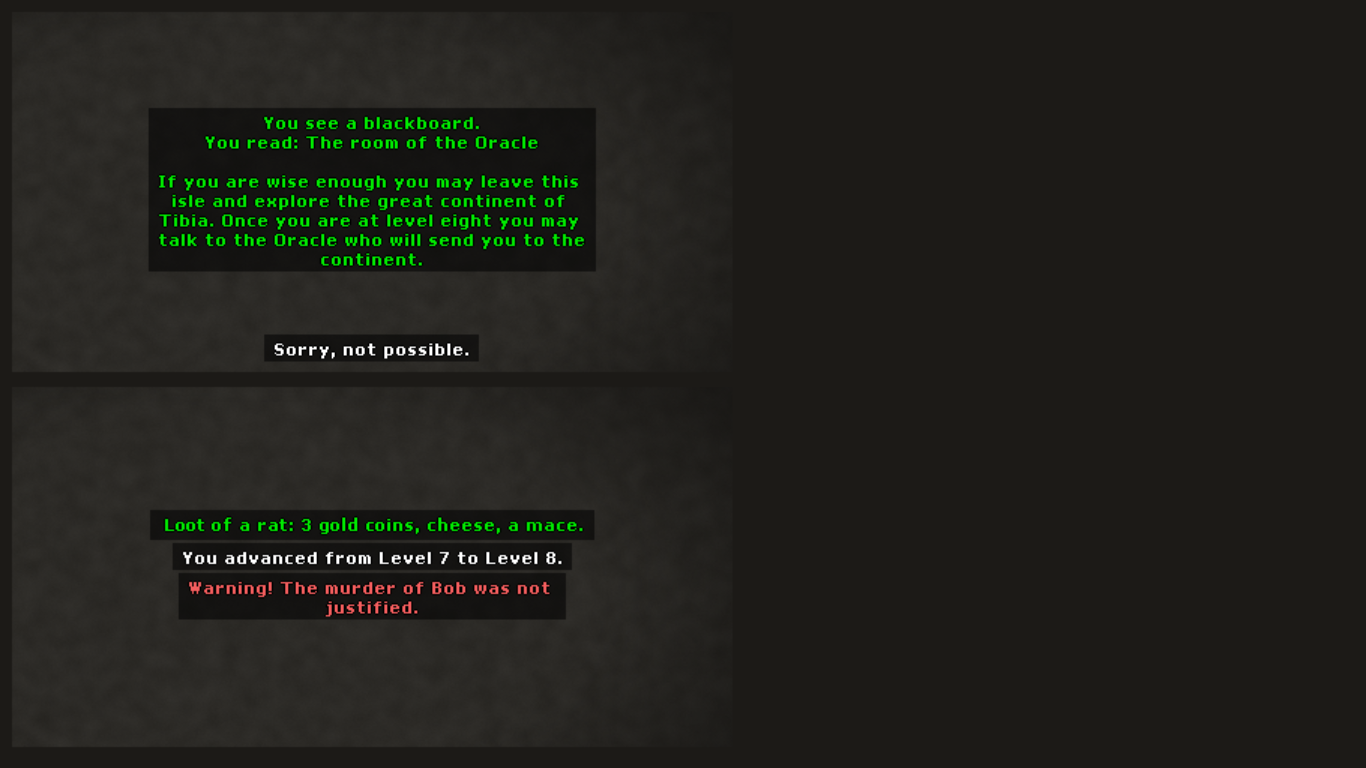 You see a blackboard.
You read: The room of the Oracle
If you are wise enough you may leave this
isle and explore the great continent of
Tibia. Once you are at level eight you may
talk to the Oracle who will send you to the
continent.
Sorry, not possible.
Loot of a rat: 3 gold coins, cheese, a mace.
You advanced from Level 7 to Level 8.
Warning! The murder of Bob was not
justified.